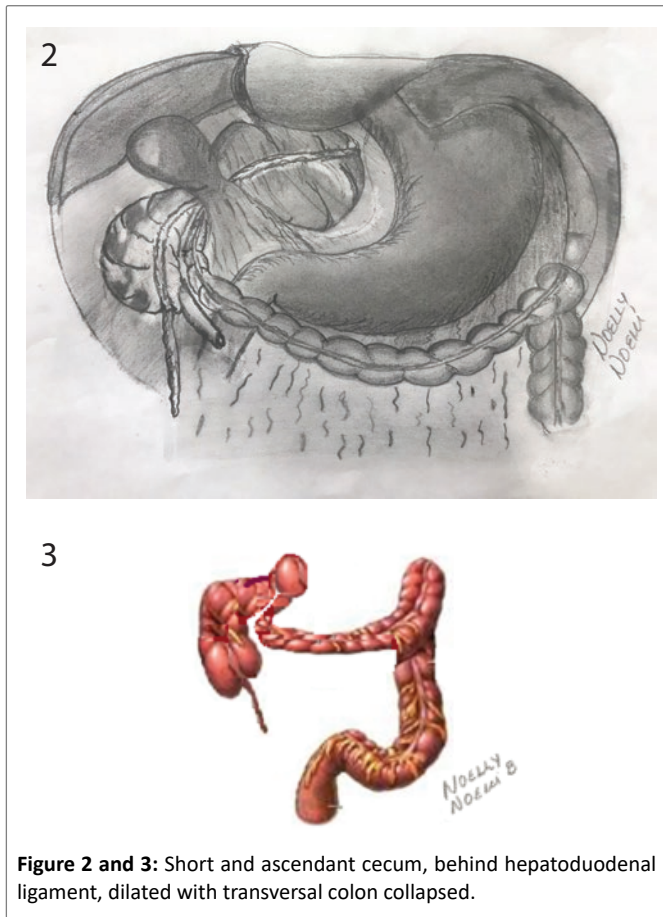 2
NOELLY
NOEMI
3
NOELLY
NOEMI B
Figure 2 and 3: Short and ascendant cecum, behind hepatoduodenal
ligament, dilated with transversal colon collapsed.